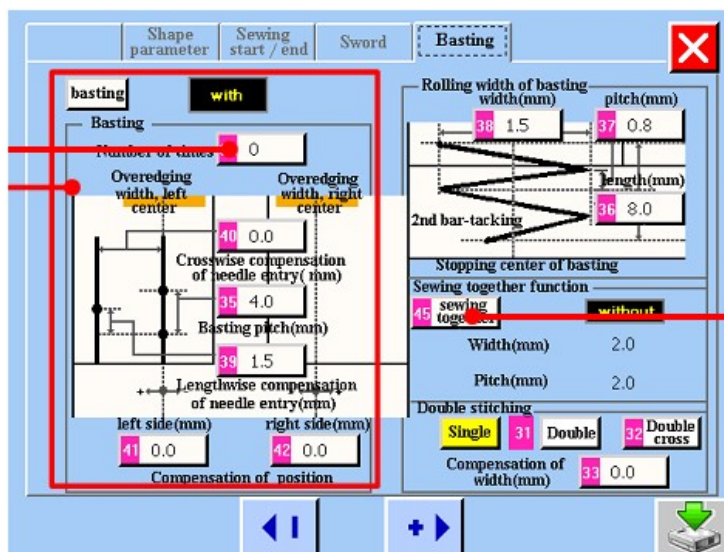 Shape parameter
Sewing start / end
Sword
Basting
basting
with
Basting
Number of times
0
Overedging width, left center
Overedging width, right center
40 0.0
Crosswise compensation of needle entry( mm)
35 4.0
Basting pitch(mm)
39 1.5
Lengthwise compensation of needle entry(mm)
left side(mm)
right side(mm)
41 0.0
42 0.0
Compensation of position
Rolling width of basting
width(mm)
pitch(mm)
38 1.5
37 0.8
length(mm)
36 8.0
2nd bar-tacking
Stopping center of basting
Sewing together function
45 sewing together
without
Width(mm) 2.0
Pitch(mm) 2.0
Double stitching
Single
31 Double
32 Double cross
Compensation of width(mm)
33 0.0